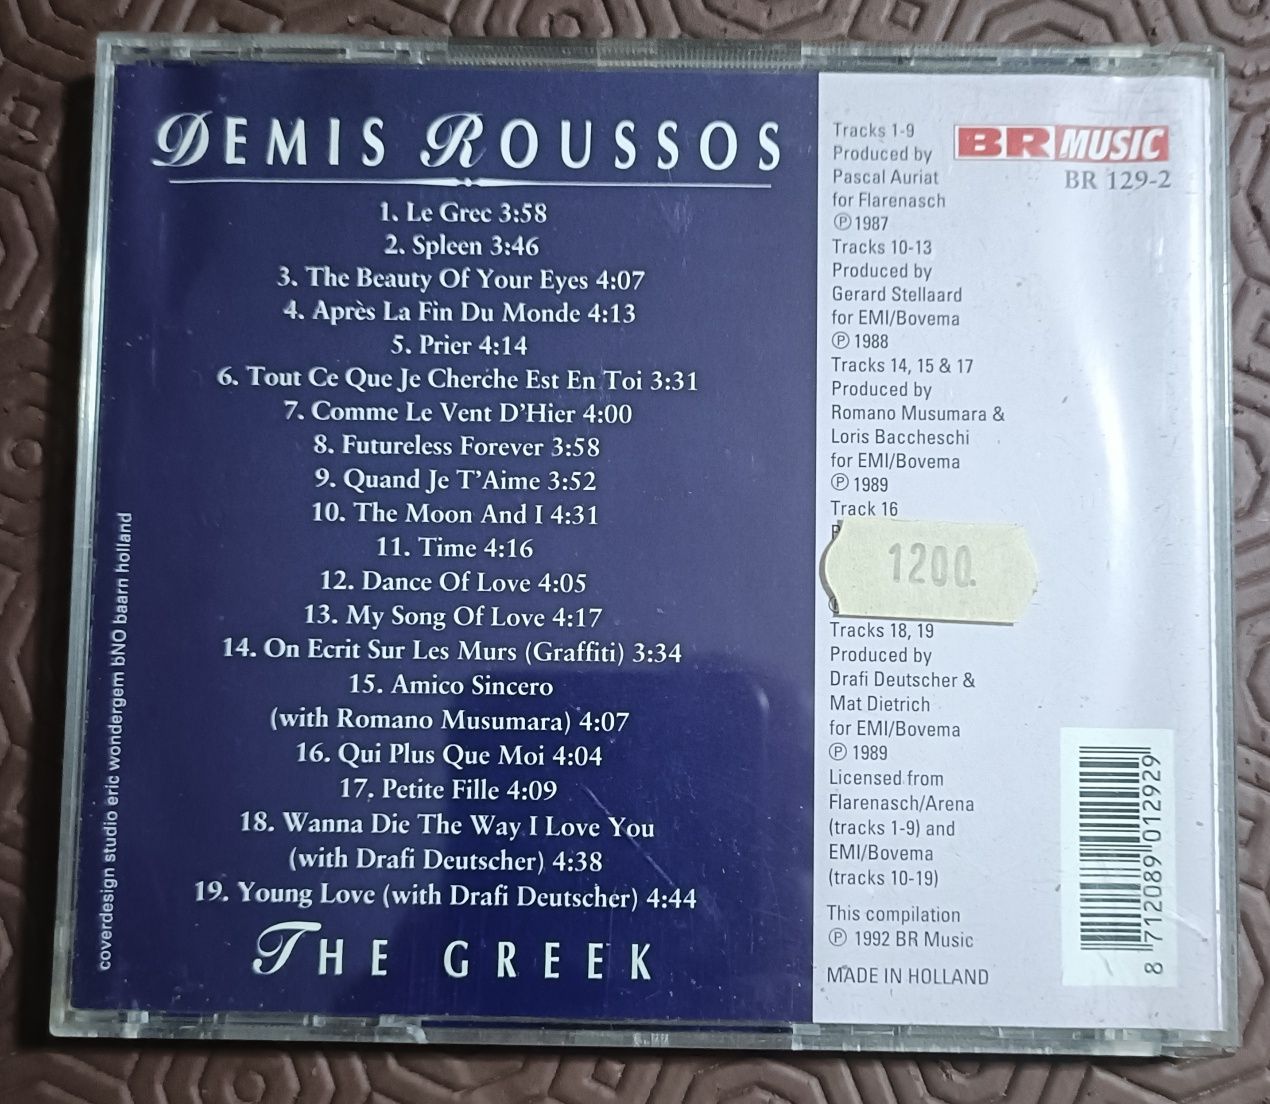 DEMIS ROUSSOS
1. Le Grec 3:58
2. Spleen 3:46
3. The Beauty Of Your Eyes 4:07
4. Après La Fin Du Monde 4:13
5. Prier 4:14
6. Tout Ce Que Je Cherche Est En Toi 3:31
7. Comme Le Vent D'Hier 4:00
8. Futureless Forever 3:58
9. Quand Je T'Aime 3:52
10. The Moon And I 4:31
11. Time 4:16
12. Dance Of Love 4:05
13. My Song Of Love 4:17
14. On Ecrit Sur Les Murs (Graffiti) 3:34
15. Amico Sincero
(with Romano Musumara) 4:07
16. Qui Plus Que Moi 4:04
17. Petite Fille 4:09
18. Wanna Die The Way I Love You
(with Drafi Deutscher) 4:38
19. Young Love (with Drafi Deutscher) 4:44
THE GREEK
coverdesign studio eric wondergem bNO baarn holland
BR MUSIC
BR 129-2
Tracks 1-9
Produced by
Pascal Auriat
for Flarenasch
℗ 1987
Tracks 10-13
Produced by
Gerard Stellaard
for EMI/Bovema
℗ 1988
Tracks 14, 15 & 17
Produced by
Romano Musumara &
Loris Baccheschi
for EMI/Bovema
℗ 1989
Track 16
1200.
Tracks 18, 19
Produced by
Drafi Deutscher &
Mat Dietrich
for EMI/Bovema
℗ 1989
Licensed from
Flarenasch/Arena
(tracks 1-9) and
EMI/Bovema
(tracks 10-19)
This compilation
℗ 1992 BR Music
MADE IN HOLLAND
8 712089 012929